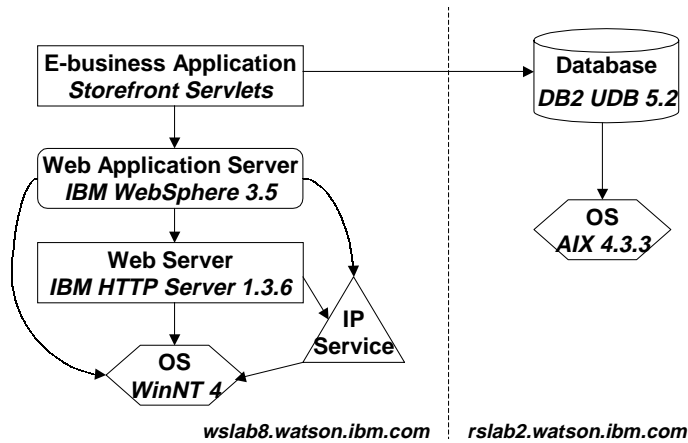 E-business Application
Storefront Servlets
Database
DB2 UDB 5.2
Web Application Server
IBM WebSphere 3.5
OS
AIX 4.3.3
Web Server
IBM HTTP Server 1.3.6
IP
Service
OS
WinNT 4
wslab8.watson.ibm.com
rslab2.watson.ibm.com